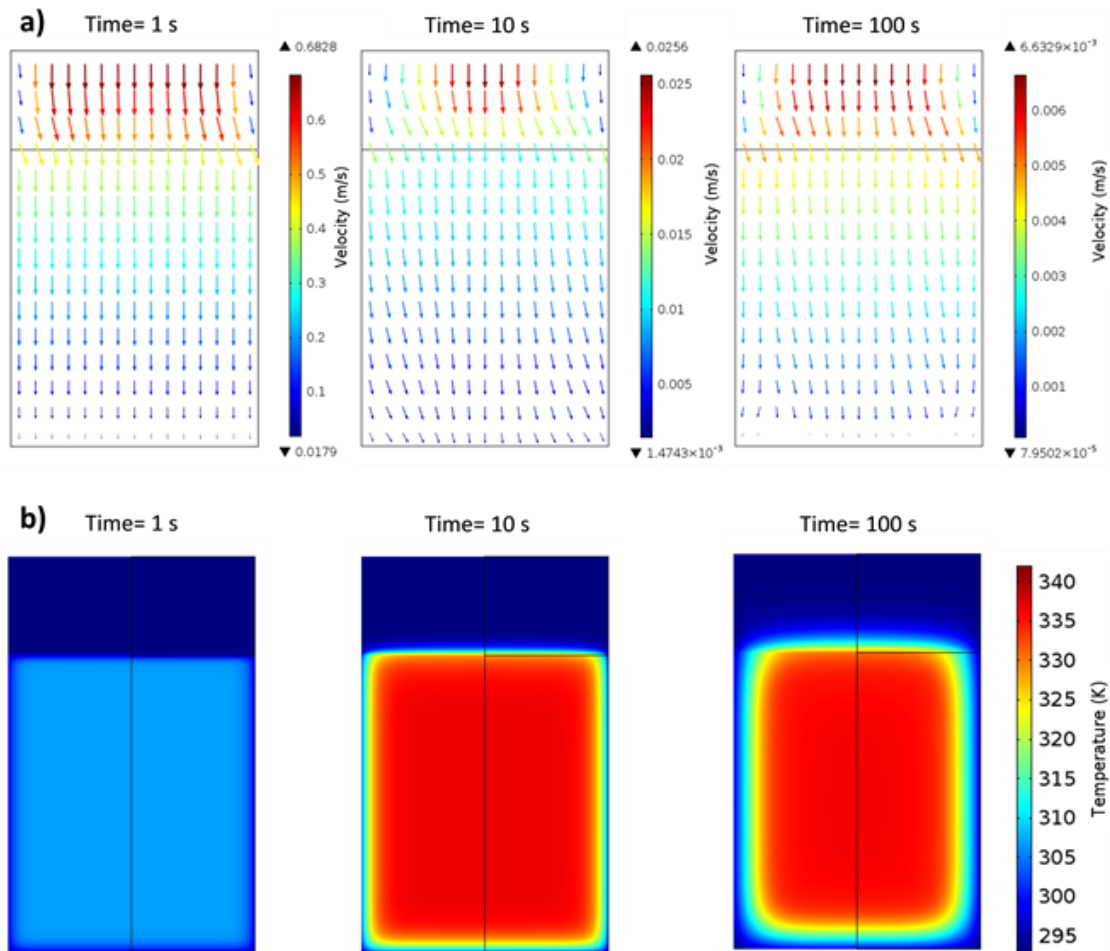 a)
Time= 1 s
Time= 10 s
Time= 100 s
▲ 0.6828
0.6
0.5
0.4
0.3
0.2
0.1
▼ 0.0179
Velocity (m/s)
▲ 0.0256
0.025
0.02
0.015
0.01
0.005
▼ 1.4743×10⁻³
Velocity (m/s)
▲ 6.6329×10⁻³
0.006
0.005
0.004
0.003
0.002
0.001
▼ 7.9502×10⁻⁵
Velocity (m/s)
b)
Time= 1 s
Time= 10 s
Time= 100 s
340
335
330
325
320
315
310
305
300
295
Temperature (K)